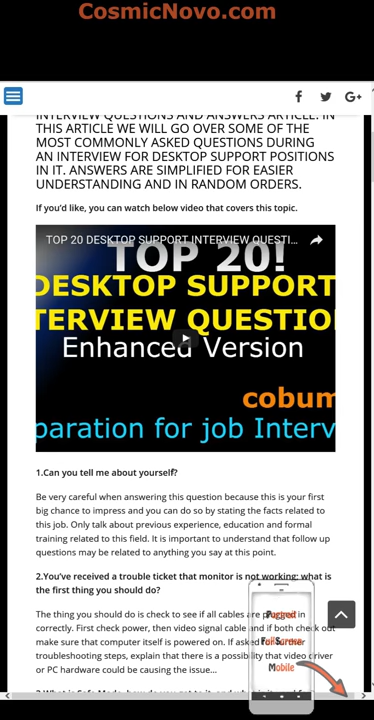 CosmicNovo.com
INTERVIEW QUESTIONS AND ANSWERS ARTICLE. IN
THIS ARTICLE WE WILL GO OVER SOME OF THE
MOST COMMONLY ASKED QUESTIONS DURING
AN INTERVIEW FOR DESKTOP SUPPORT POSITIONS
IN IT. ANSWERS ARE SIMPLIFIED FOR EASIER
UNDERSTANDING AND IN RANDOM ORDERS.
If you'd like, you can watch below video that covers this topic.
TOP 20 DESKTOP SUPPORT INTERVIEW QUESTI...
TOP 20!
DESKTOP SUPPORT
TERVIEW QUESTIO
Enhanced Version
cobum
paration for job Interv
1.Can you tell me about yourself?
Be very careful when answering this question because this is your first
big chance to impress and you can do so by stating the facts related to
this job. Only talk about previous experience, education and formal
training related to this field. It is important to understand that follow up
questions may be related to anything you say at this point.
2.You've received a trouble ticket that monitor is not working; what is
the first thing you should do?
The thing you should do is check to see if all cables are plugged
correctly. First check power, then video signal cable and if both check out
make sure that computer itself is powered on. If asked for further
troubleshooting steps, explain that there is a possibility that video driver
or PC hardware could be causing the issue...
Mobile